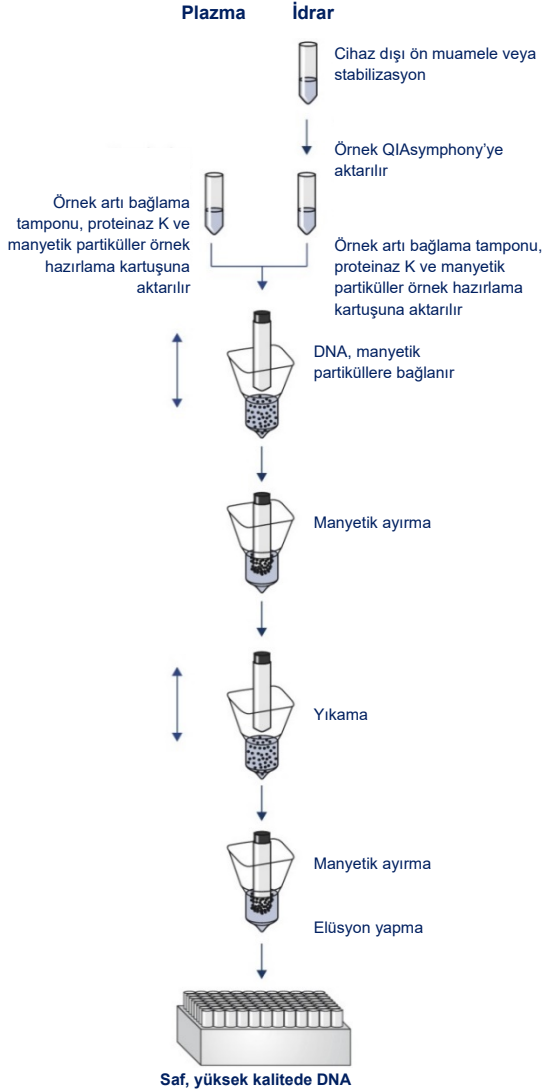 Plazma
İdrar
Cihaz dışı ön muamele veya
stabilizasyon
Örnek QIAsymphony’ye
aktarılır
Örnek artı bağlama
tamponu, proteinaz K ve
manyetik partiküller örnek
hazırlama kartuşuna
aktarılır
Örnek artı bağlama tamponu,
proteinaz K ve manyetik
partiküller örnek hazırlama
kartuşuna aktarılır
DNA, manyetik
partiküllere bağlanır
Manyetik ayırma
Yıkama
Manyetik ayırma
Elüsyon yapma
Saf, yüksek kalitede DNA